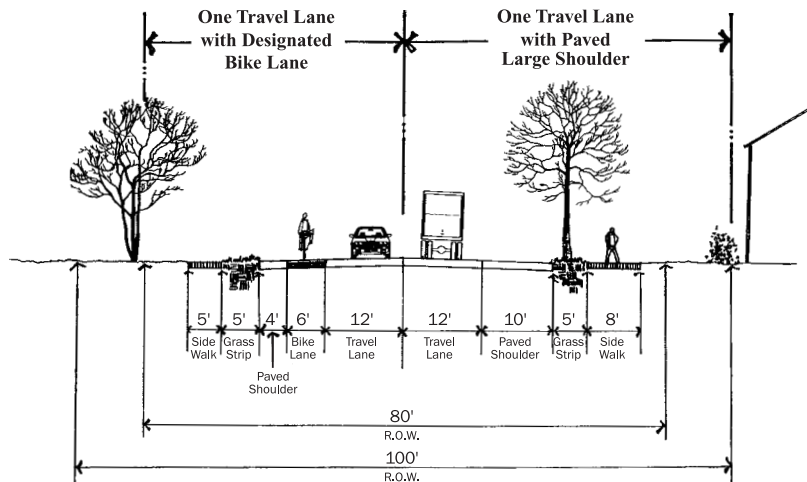 One Travel Lane
with Designated
Bike Lane
One Travel Lane
with Paved
Large Shoulder
5'
5'
4'
6'
12'
12'
10'
5'
8'
Side
Walk
Grass
Strip
Bike
Lane
Travel
Lane
Travel
Lane
Paved
Shoulder
Grass
Strip
Side
Walk
Paved
Shoulder
80'
R.O.W.
100'
R.O.W.